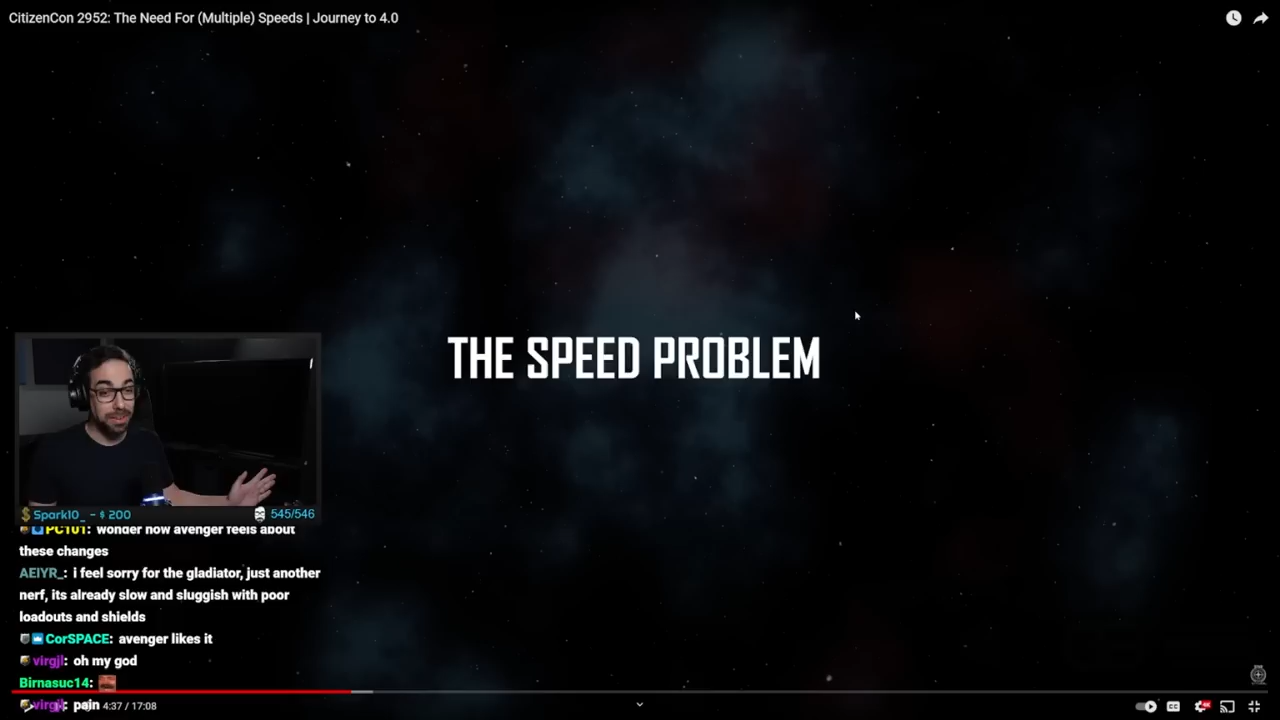 CitizenCon 2952: The Need For (Multiple) Speeds | Journey to 4.0
THE SPEED PROBLEM
$ Spark10_ - $ 200
545/546
PC101: wonder how avenger feels about
these changes
AEIYR_: i feel sorry for the gladiator, just another
nerf, its already slow and sluggish with poor
loadouts and shields
CorSPACE: avenger likes it
virgjl: oh my god
Birnasuc14:
virgjl: pain
4:37 / 17:08
CC